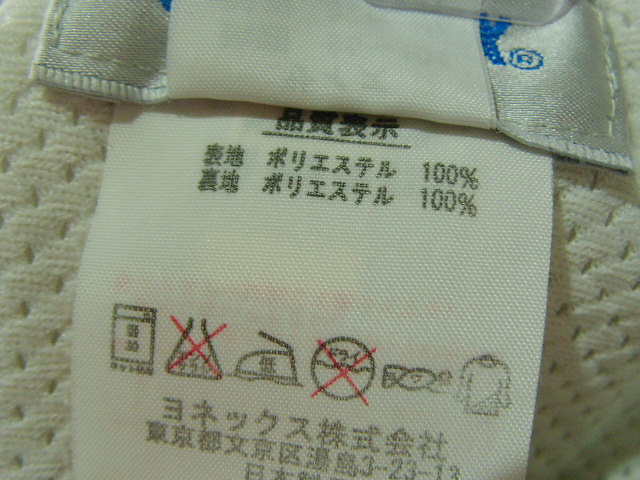 ®
品質表示
表地 ポリエステル 100%
裏地 ポリエステル 100%
ヨネックス株式会社
東京都文京区湯島3-23-13